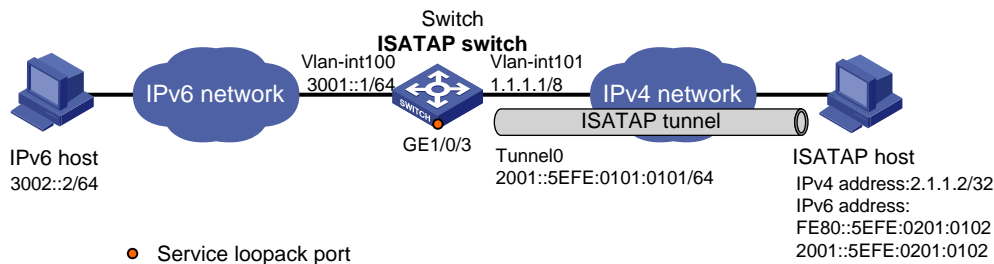 Switch
ISATAP switch
Vlan-int100
3001::1/64
Vlan-int101
1.1.1.1/8
IPv6 network
SWITCH
IPv4 network
ISATAP tunnel
GE1/0/3
IPv6 host
3002::2/64
Tunnel0
2001::5EFE:0101:0101/64
ISATAP host
IPv4 address:2.1.1.2/32
IPv6 address:
FE80::5EFE:0201:0102
2001::5EFE:0201:0102
Service loopack port